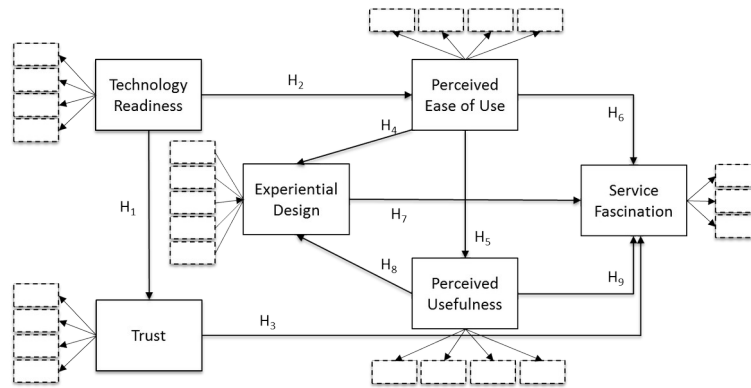 Technology
Readiness
H₂
Perceived
Ease of Use
H₆
H₄
Experiential
Design
H₇
Service
Fascination
H₁
H₅
H₈
Perceived
Usefulness
H₉
Trust
H₃